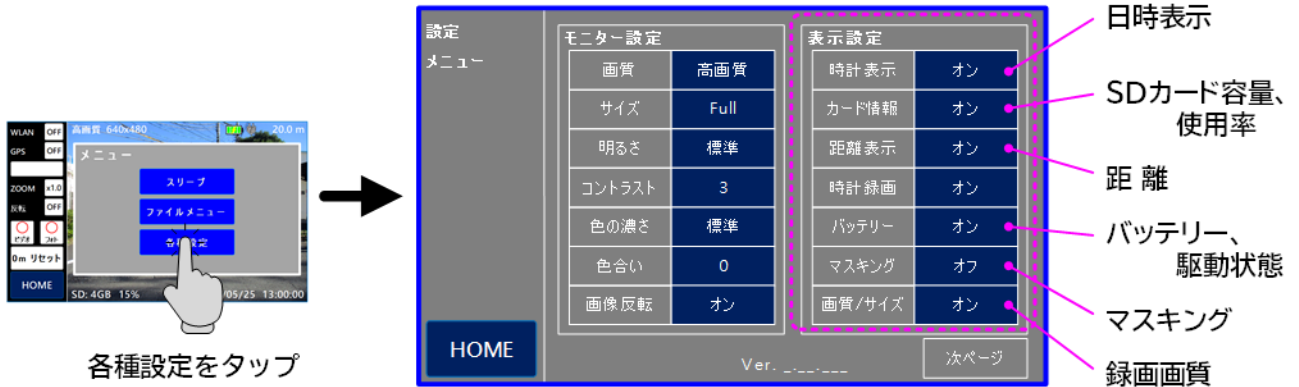 WLAN OFF
GPS OFF
ZOOM x1.0
反転 OFF
ビデオ フォト
0m リセット
HOME
高画質 640x480
20.0 m
メニュー
スリープ
ファイルメニュー
各種設定
SD: 4GB 15%
/05/25 13:00:00
各種設定をタップ
設定
メニュー
HOME
モニター設定
画質 高画質
サイズ Full
明るさ 標準
コントラスト 3
色の濃さ 標準
色合い 0
画像反転 オン
表示設定
時計表示 オン
カード情報 オン
距離表示 オン
時計録画 オン
バッテリー オン
マスキング オフ
画質/サイズ オン
Ver. _.__.___
次ページ
日時表示
SDカード容量、
使用率
距 離
バッテリー、
駆動状態
マスキング
録画画質